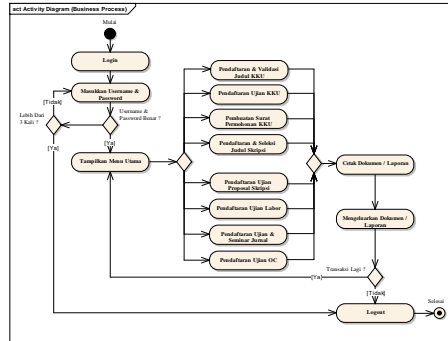 act Activity Diagram (Business Process)
Mulai
Login
Masukkan Username &
Password
[Tidak]
Lebih Dari
3 Kali ?
Username &
Password Benar ?
[Ya]
[Ya]
Tampilkan Menu Utama
Pendaftaran & Validasi
Judul KKU
Pendaftaran Ujian KKU
Pembuatan Surat
Permohonan KKU
Pendaftaran & Seleksi
Judul Skripsi
Pendaftaran Ujian
Proposal Skripsi
Pendaftaran Ujian Labor
Pendaftaran Ujian &
Seminar Jurnal
Pendaftaran Ujian OC
Cetak Dokumen / Laporan
Mengeluarkan Dokumen /
Laporan
Transaksi Lagi ?
[Ya]
[Tidak]
Logout
Selesai